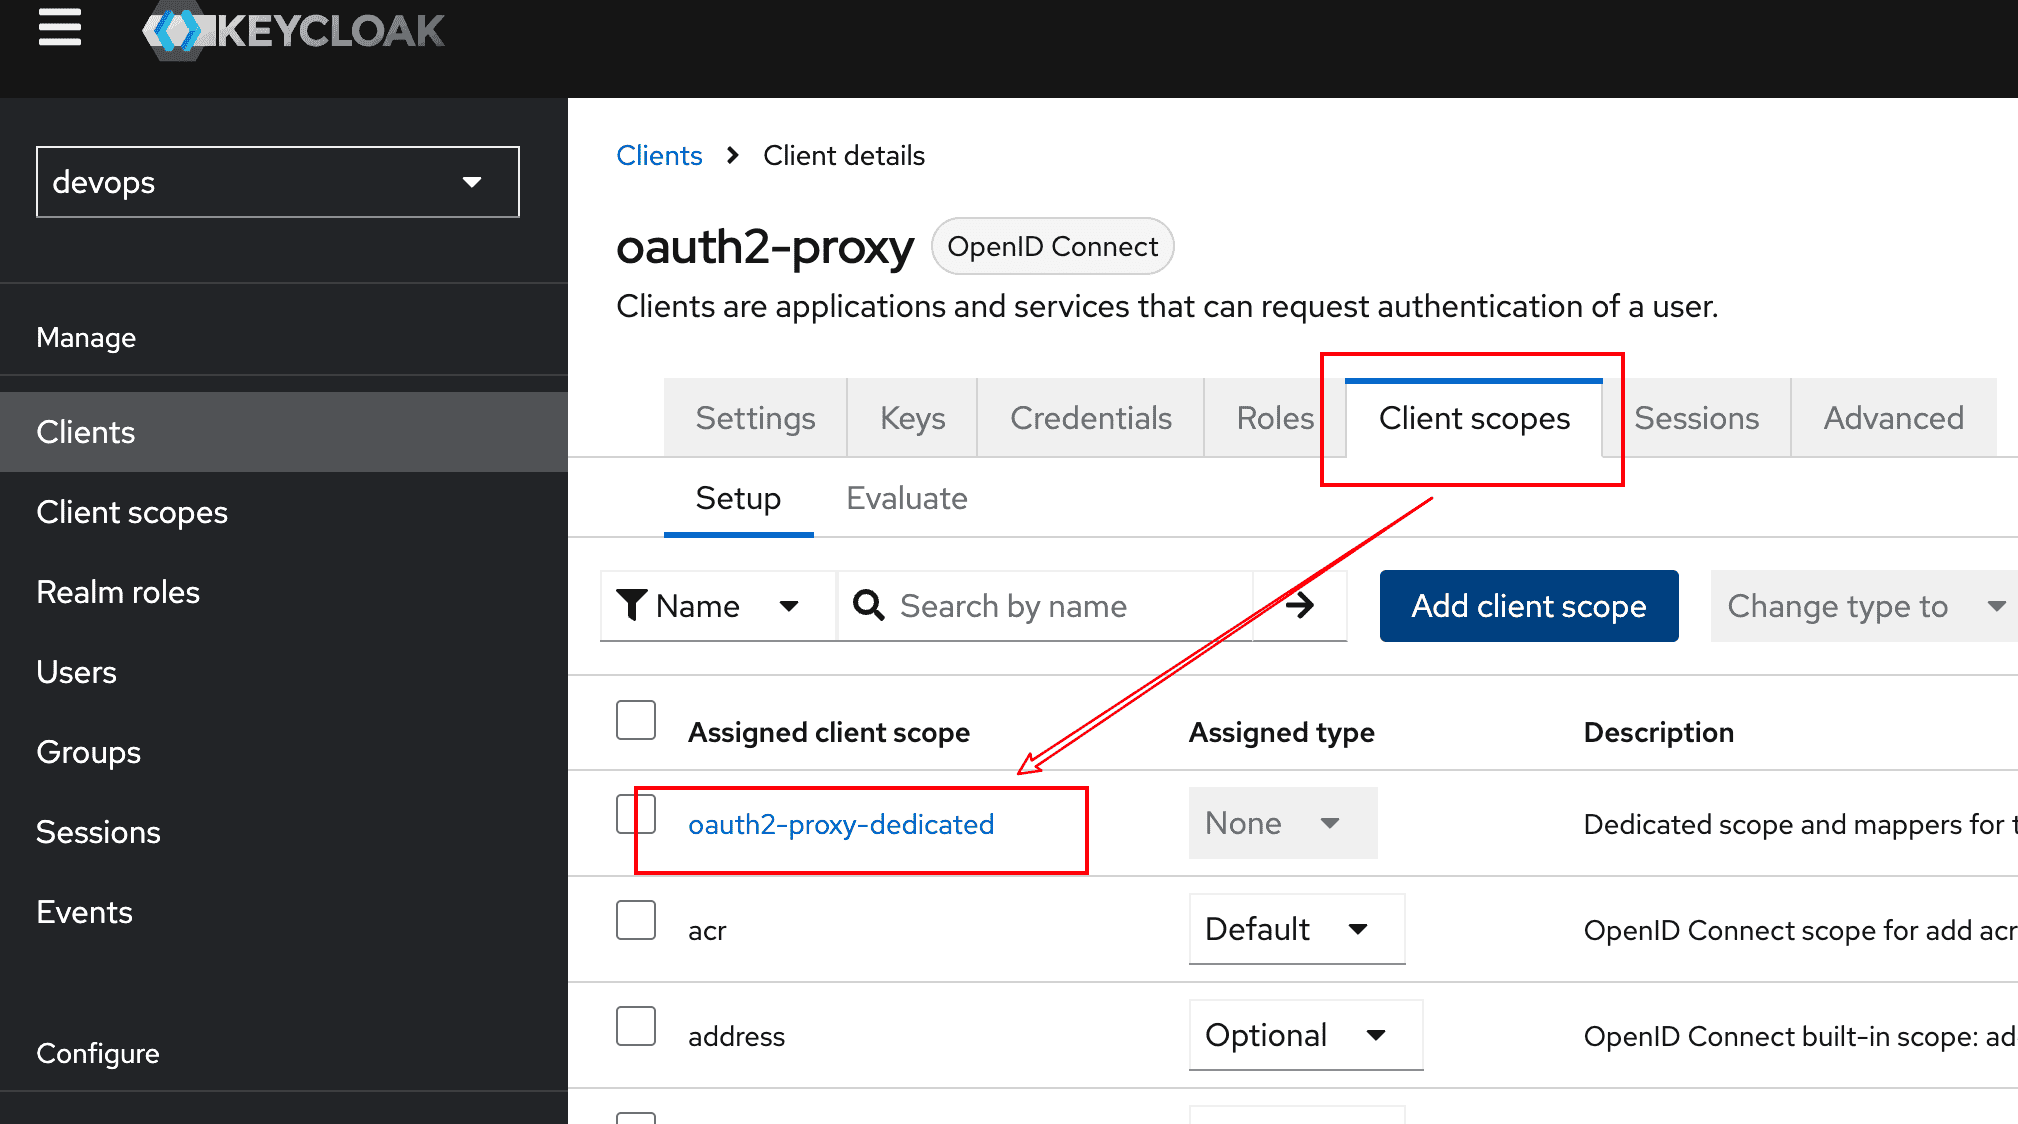 KEYCLOAK
devops
Manage
Clients
Client scopes
Realm roles
Users
Groups
Sessions
Events
Configure
Clients > Client details
oauth2-proxy OpenID Connect
Clients are applications and services that can request authentication of a user.
Settings Keys Credentials Roles Client scopes Sessions Advanced
Setup Evaluate
Name Search by name Add client scope Change type to
Assigned client scope Assigned type Description
oauth2-proxy-dedicated None Dedicated scope and mappers for t
acr Default OpenID Connect scope for add acr
address Optional OpenID Connect built-in scope: ad